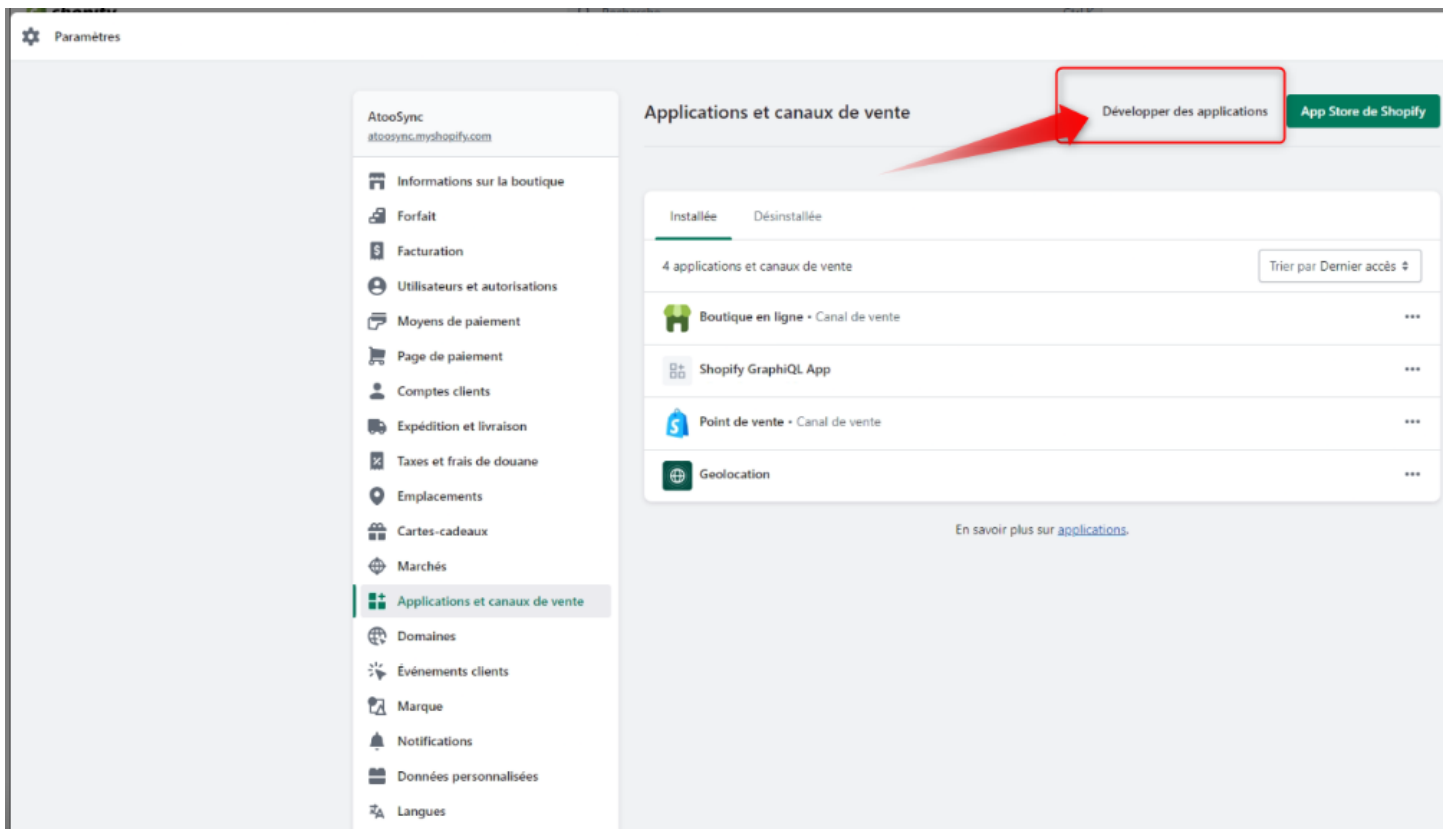 shopify
Recherche
Ctrl K
Paramètres
AtooSync
atoosync.myshopify.com
Informations sur la boutique
Forfait
Facturation
Utilisateurs et autorisations
Moyens de paiement
Page de paiement
Comptes clients
Expédition et livraison
Taxes et frais de douane
Emplacements
Cartes-cadeaux
Marchés
Applications et canaux de vente
Domaines
Événements clients
Marque
Notifications
Données personnalisées
Langues
Applications et canaux de vente
Développer des applications
App Store de Shopify
Installée
Désinstallée
4 applications et canaux de vente
Trier par Dernier accès
Boutique en ligne • Canal de vente
Shopify GraphiQL App
Point de vente • Canal de vente
Geolocation
En savoir plus sur applications.